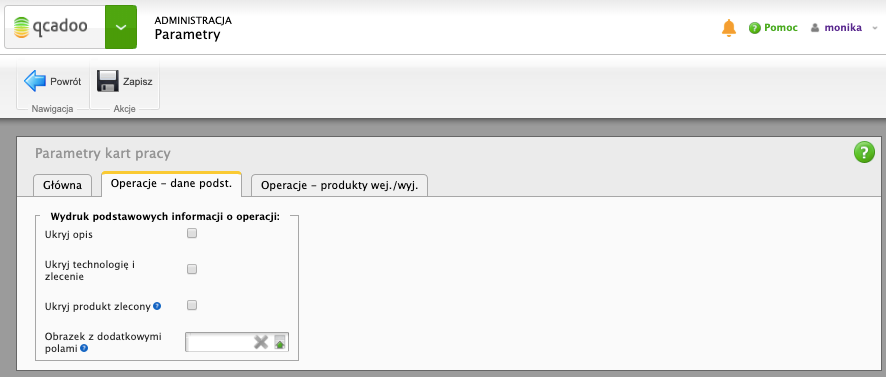 qcadoo
ADMINISTRACJA
Parametry
Pomoc
monika
Powrót
Zapisz
Nawigacja
Akcje
Parametry kart pracy
Główna
Operacje – dane podst.
Operacje – produkty wej./wyj.
Wydruk podstawowych informacji o operacji:
Ukryj opis
Ukryj technologię i
zlecenie
Ukryj produkt zlecony
Obrazek z dodatkowymi
polami